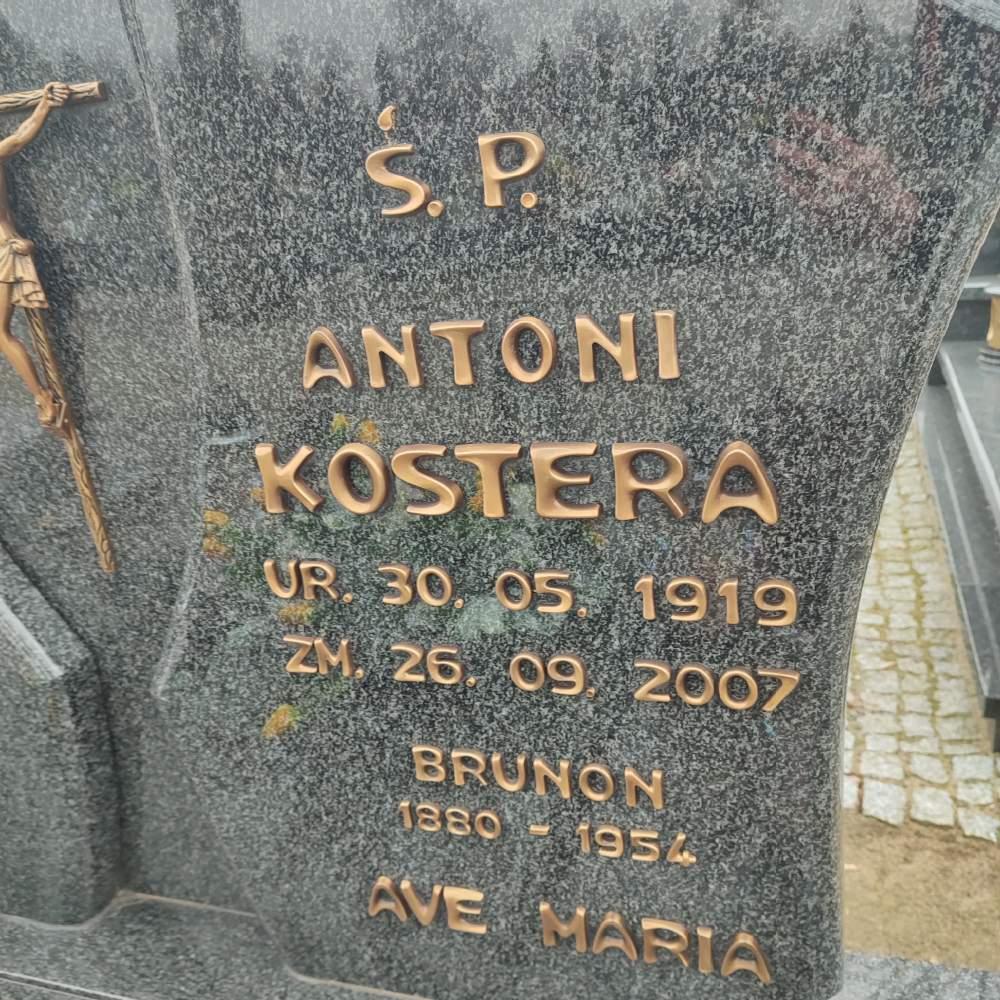 Ś. P.
ANTONI
KOSTERA
UR. 30. 05. 1919
ZM. 26. 09. 2007
BRUNON
1880 - 1954
AVE MARIA